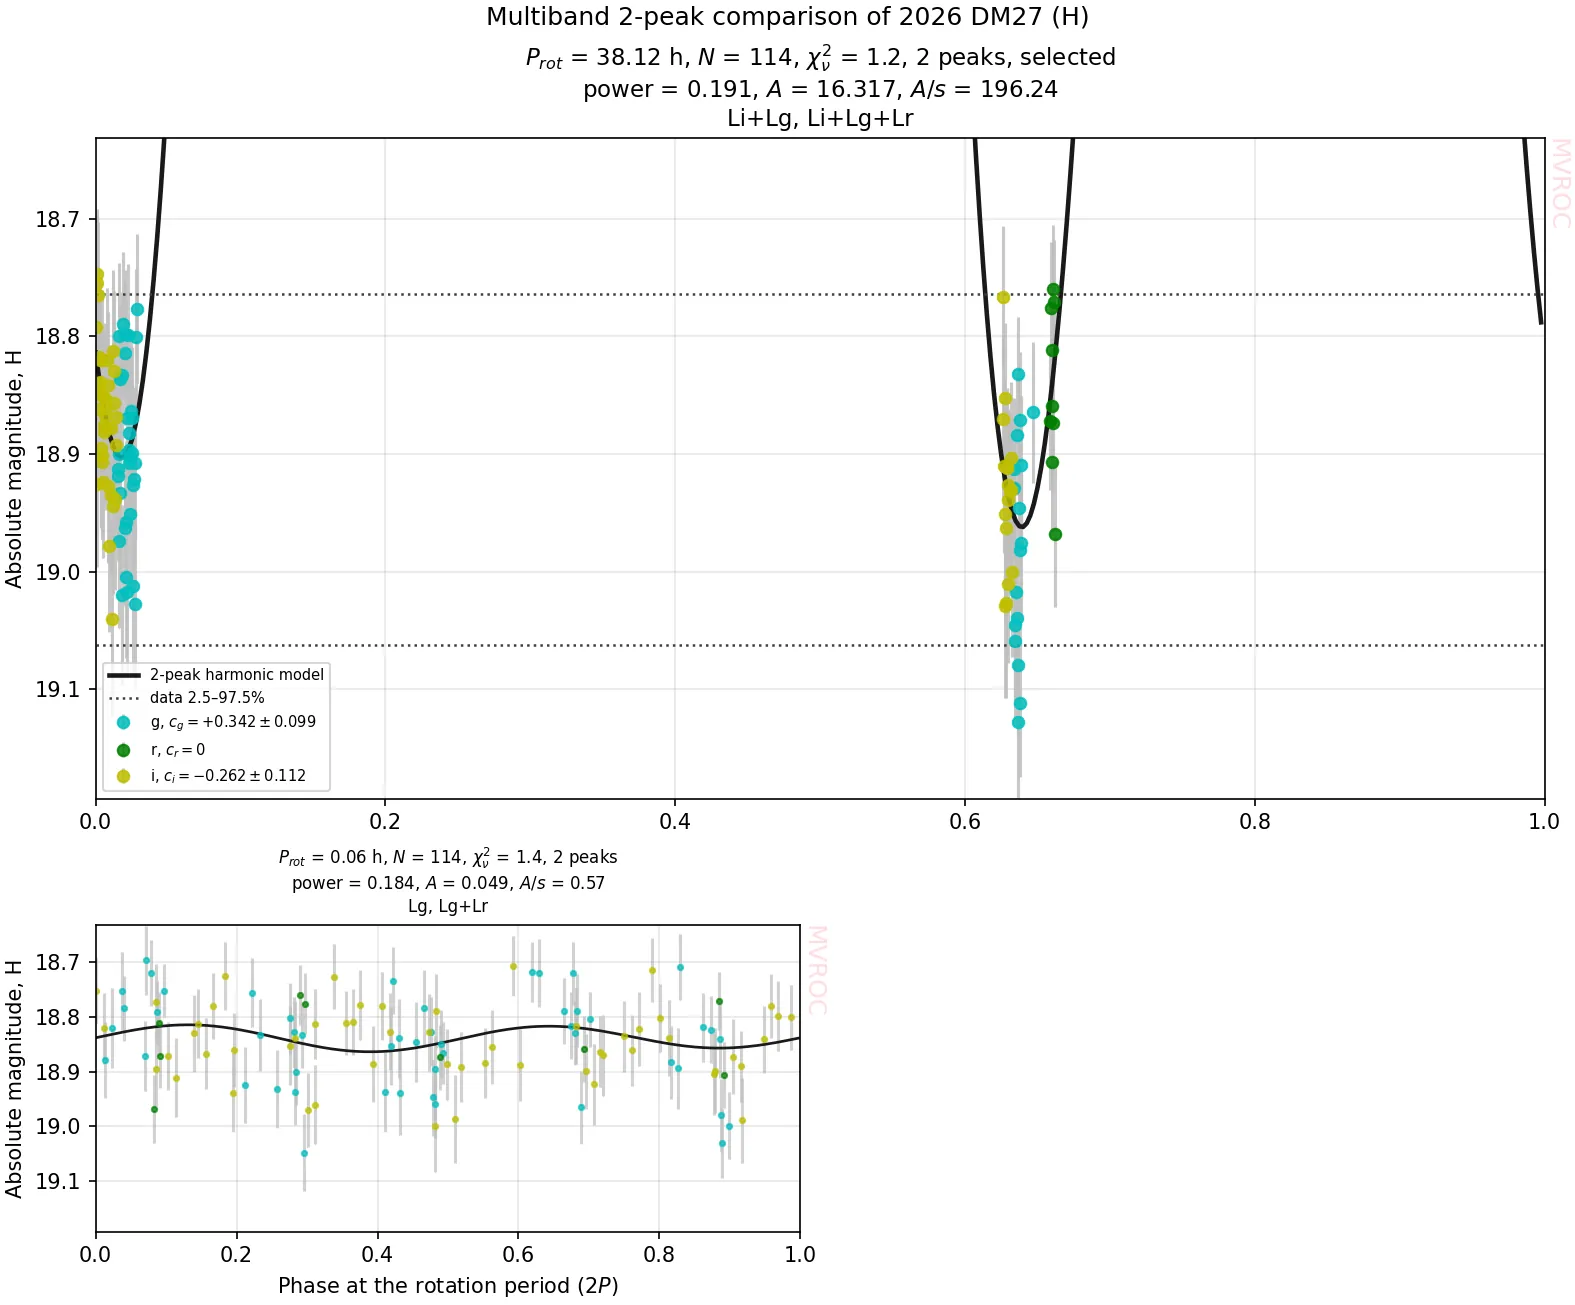 Multiband 2-peak comparison of 2026 DM27 (H)
P_rot = 38.12 h, N = 114, χ²_ν = 1.2, 2 peaks, selected
power = 0.191, A = 16.317, A/s = 196.24
Li+Lg, Li+Lg+Lr
MVROC
Absolute magnitude, H
18.7
18.8
18.9
19.0
19.1
2-peak harmonic model
data 2.5–97.5%
g, c_g = +0.342 ± 0.099
r, c_r = 0
i, c_i = −0.262 ± 0.112
0.0 0.2 0.4 0.6 0.8 1.0
P_rot = 0.06 h, N = 114, χ²_ν = 1.4, 2 peaks
power = 0.184, A = 0.049, A/s = 0.57
Lg, Lg+Lr
MVROC
Absolute magnitude, H
18.7
18.8
18.9
19.0
19.1
0.0 0.2 0.4 0.6 0.8 1.0
Phase at the rotation period (2P)